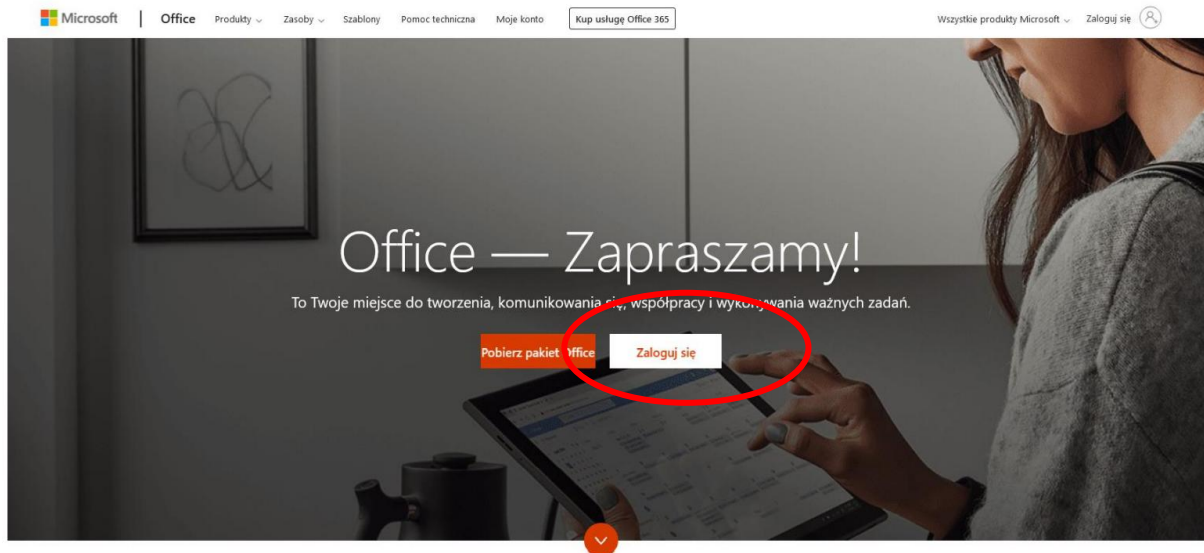 Microsoft | Office Produkty Zasoby Szablony Pomoc techniczna Moje konto Kup usługę Office 365 Wszystkie produkty Microsoft Zaloguj się
Office — Zapraszamy!
To Twoje miejsce do tworzenia, komunikowania się, współpracy i wykonywania ważnych zadań.
Pobierz pakiet Office Zaloguj się